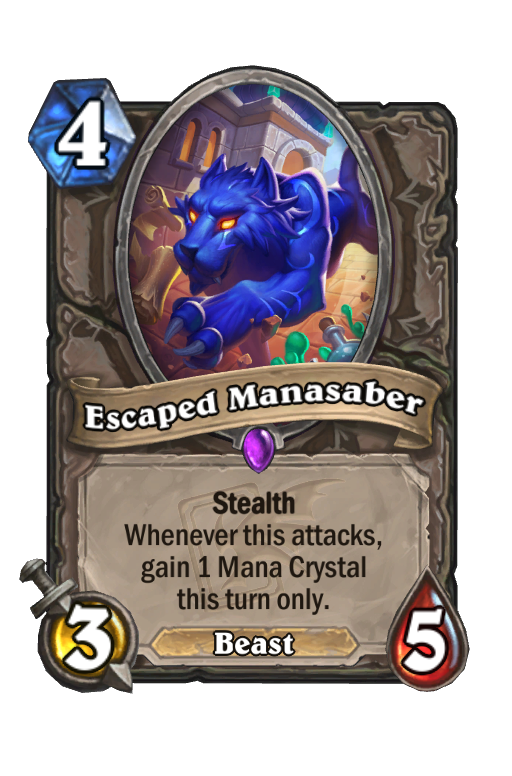 4
Escaped Manasaber
Stealth
Whenever this attacks,
gain 1 Mana Crystal
this turn only.
3
Beast
5